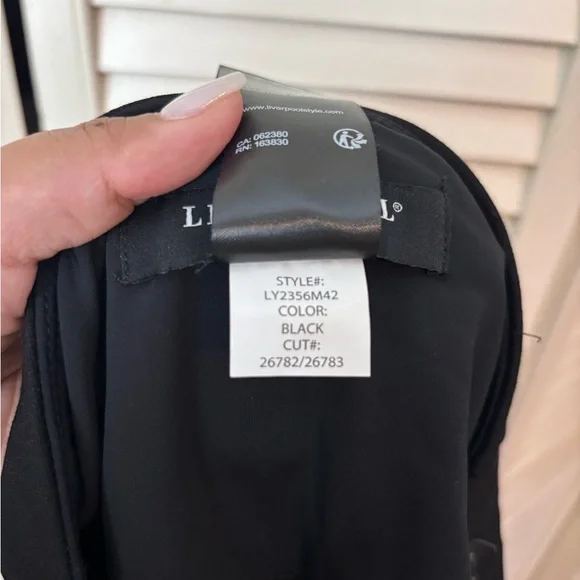 www.liverpoolstyle.com
CA: 062380
RN: 163830
STYLE#:
LY2356M42
COLOR:
BLACK
CUT#:
26782/26783